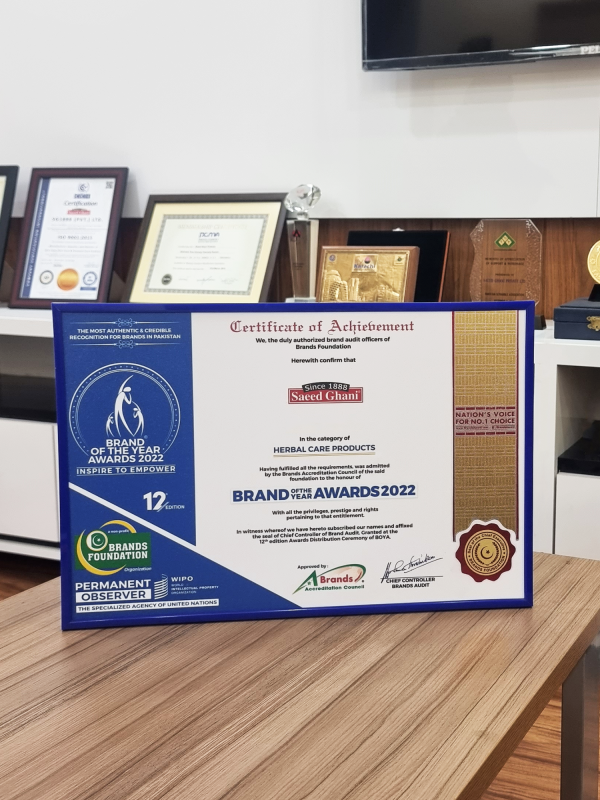 THE MOST AUTHENTIC & CREDIBLE
RECOGNITION FOR BRANDS IN PAKISTAN
BRAND
OF THE YEAR
AWARDS 2022
INSPIRE TO EMPOWER
12th EDITION
BRANDS
FOUNDATION
Organization
PERMANENT
OBSERVER
WIPO
WORLD
INTELLECTUAL PROPERTY
ORGANIZATION
THE SPECIALIZED AGENCY OF UNITED NATIONS
Certificate of Achievement
We, the duly authorized brand audit officers of
Brands Foundation
Herewith confirm that
Since 1888
Saeed Ghani
In the category of
HERBAL CARE PRODUCTS
Having fulfilled all the requirements, was admitted
by the Brands Accreditation Council of the said
foundation to the honour of
BRAND OF THE YEAR AWARDS 2022
With all the privileges, prestige and rights
pertaining to that entitlement.
In witness whereof we have hereto subscribed our names and affixed
the seal of Chief Controller of Brand Audit. Granted at the
12th edition Awards Distribution Ceremony of BOYA.
Approved by:
Brands
Accreditation Council
CHIEF CONTROLLER
BRANDS AUDIT
NATION'S VOICE
FOR NO.1 CHOICE
Certification
ISO 9001:2015